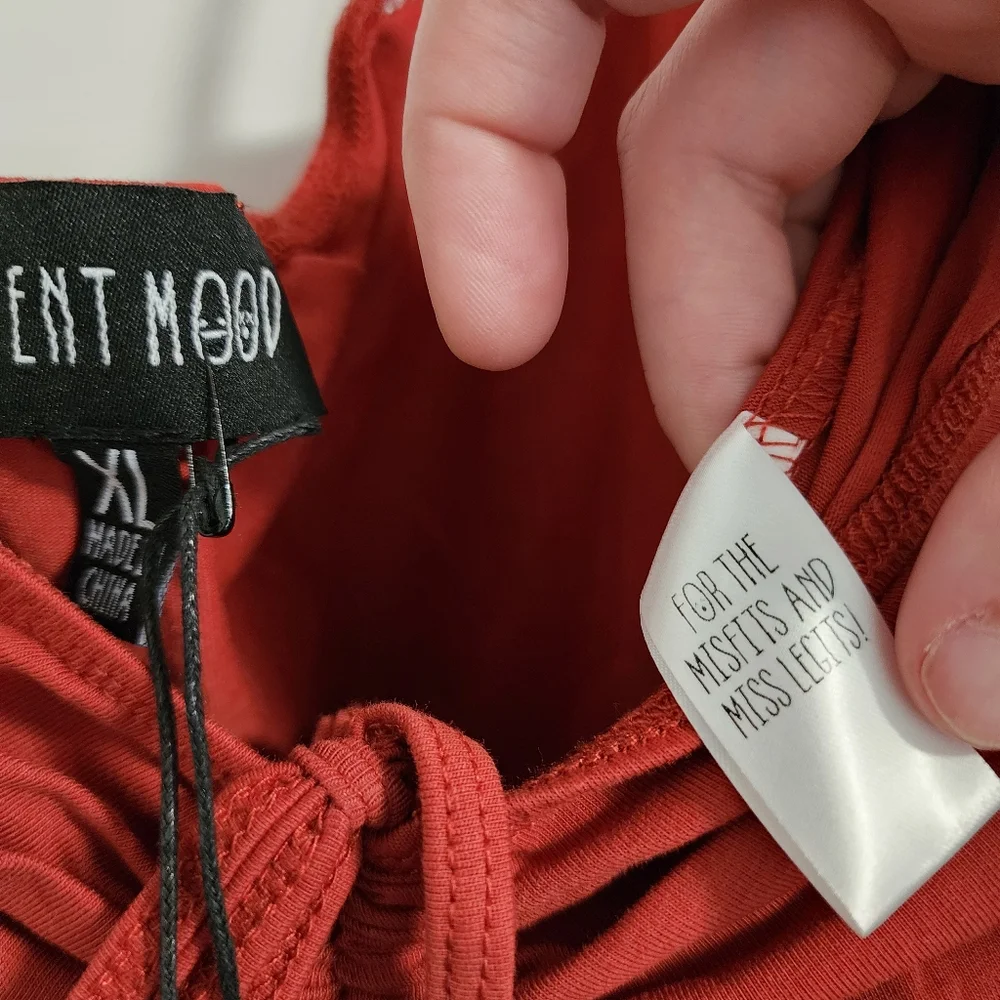 ENT MOOD
XL
MADE
CHINA
FOR THE
MISFITS AND
MISS LEGITS!